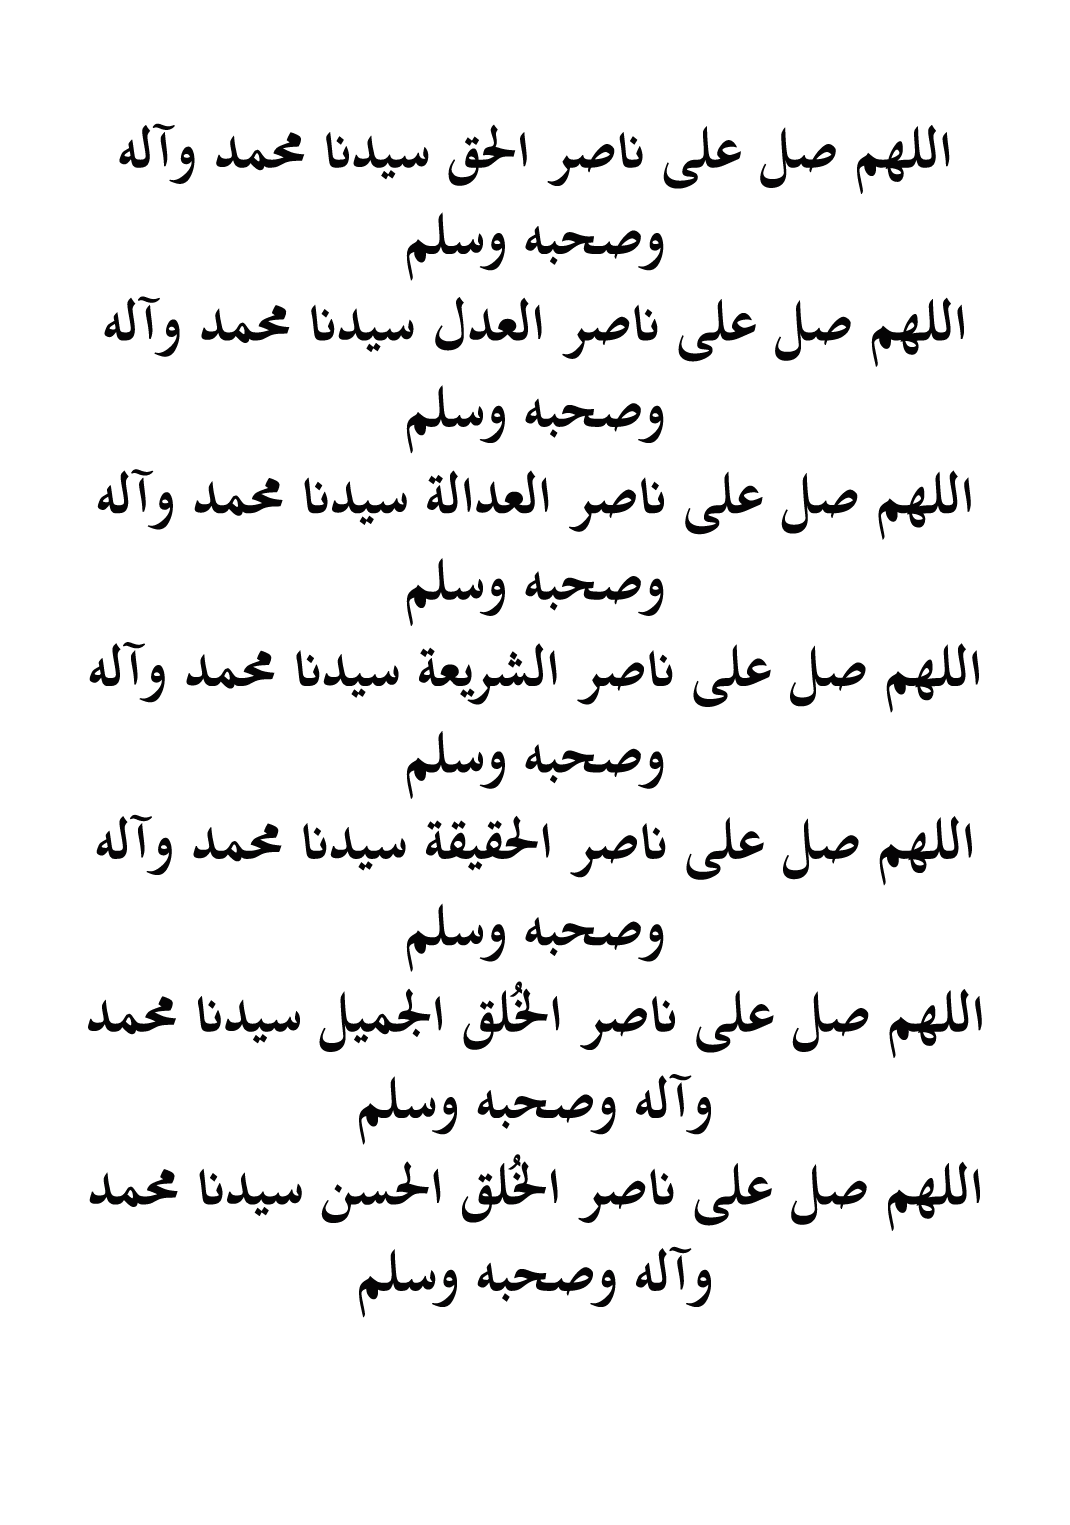 اللهم صل على ناصر الحق سيدنا محمد وآله
وصحبه وسلم
اللهم صل على ناصر العدل سيدنا محمد وآله
وصحبه وسلم
اللهم صل على ناصر العدالة سيدنا محمد وآله
وصحبه وسلم
اللهم صل على ناصر الشريعة سيدنا محمد وآله
وصحبه وسلم
اللهم صل على ناصر الحقيقة سيدنا محمد وآله
وصحبه وسلم
اللهم صل على ناصر الخُلق الجميل سيدنا محمد
وآله وصحبه وسلم
اللهم صل على ناصر الخُلق الحسن سيدنا محمد
وآله وصحبه وسلم